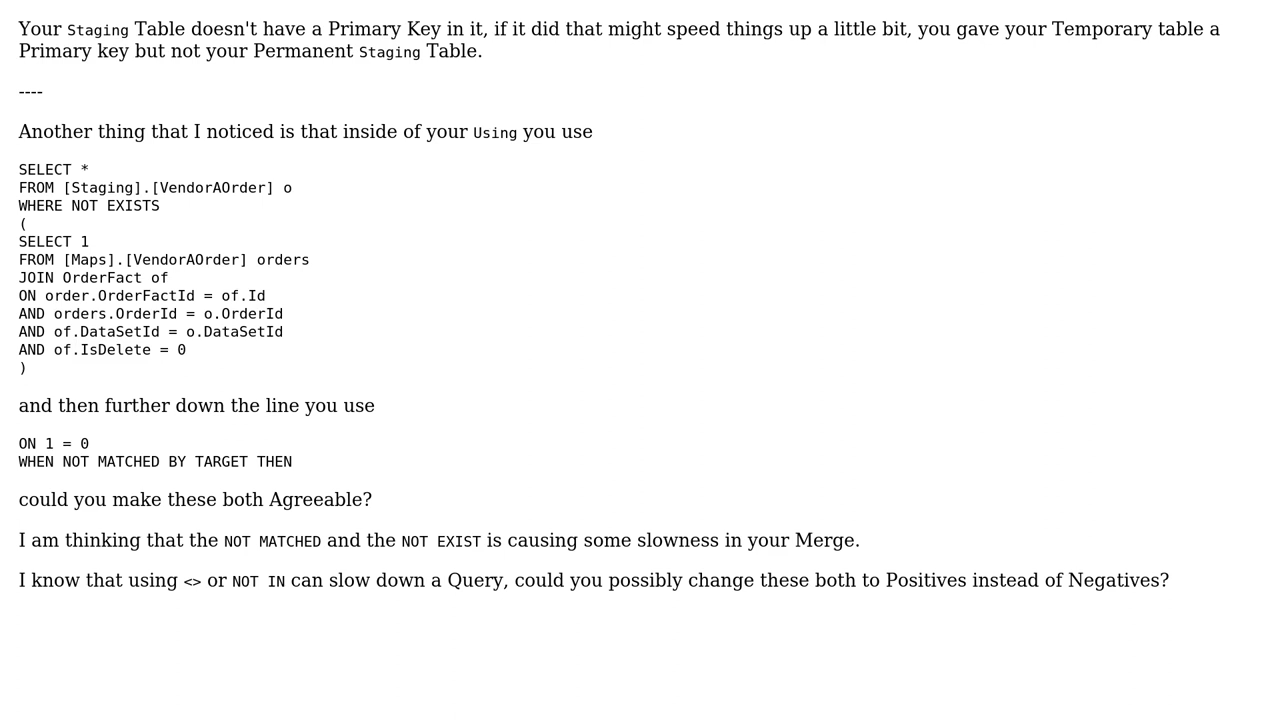 Your Staging Table doesn't have a Primary Key in it, if it did that might speed things up a little bit, you gave your Temporary table a
Primary key but not your Permanent Staging Table.
----
Another thing that I noticed is that inside of your Using you use
SELECT *
FROM [Staging].[VendorAOrder] o
WHERE NOT EXISTS
(
SELECT 1
FROM [Maps].[VendorAOrder] orders
JOIN OrderFact of
ON order.OrderFactId = of.Id
AND orders.OrderId = o.OrderId
AND of.DataSetId = o.DataSetId
AND of.IsDelete = 0
)
and then further down the line you use
ON 1 = 0
WHEN NOT MATCHED BY TARGET THEN
could you make these both Agreeable?
I am thinking that the NOT MATCHED and the NOT EXIST is causing some slowness in your Merge.
I know that using <> or NOT IN can slow down a Query, could you possibly change these both to Positives instead of Negatives?